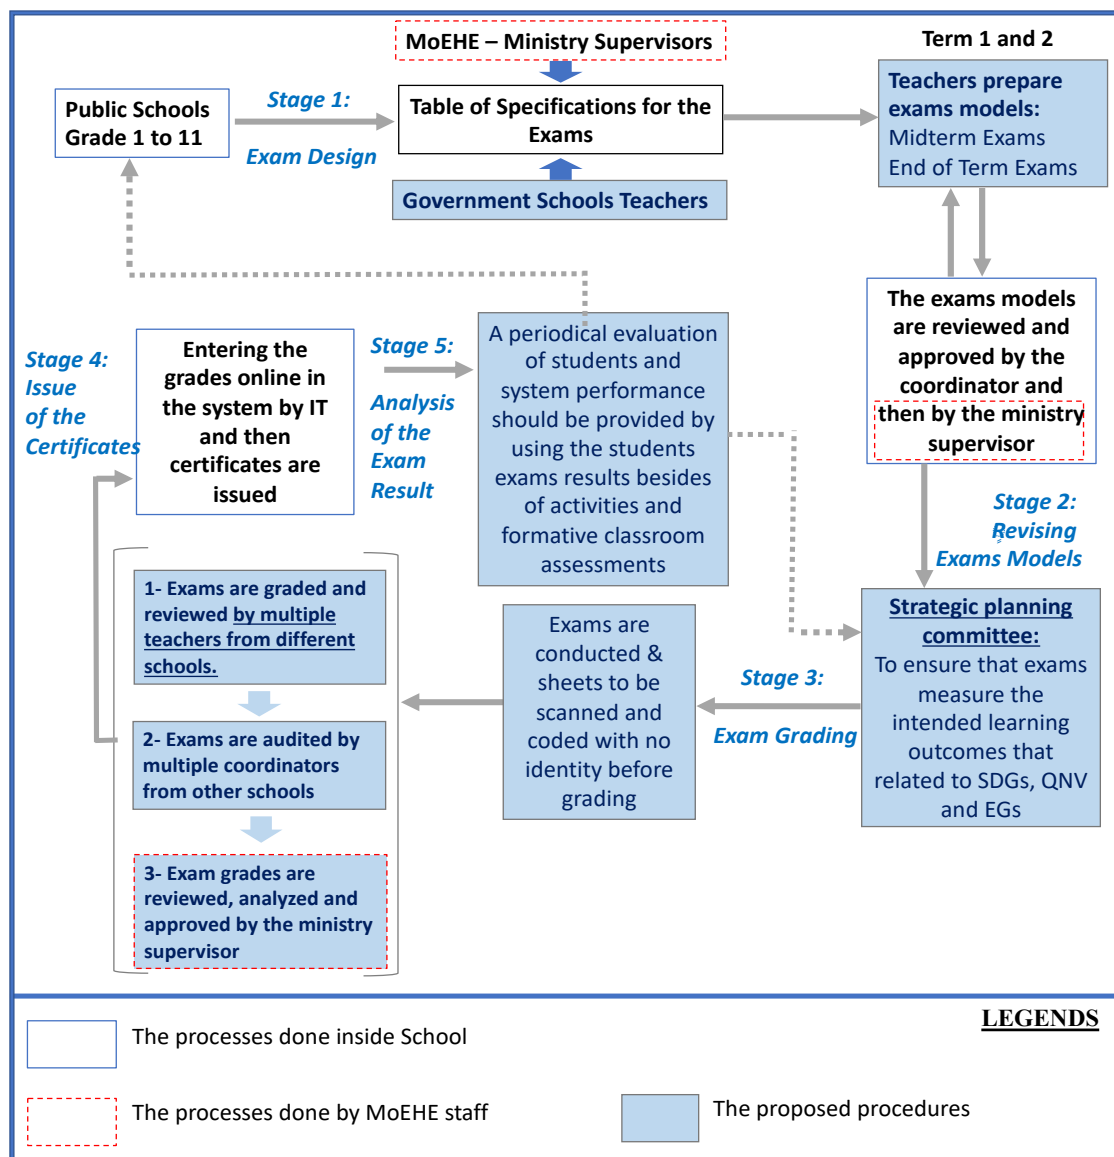 MoEHE – Ministry Supervisors
Term 1 and 2
Public Schools
Grade 1 to 11
Stage 1:
Exam Design
Table of Specifications for the
Exams
Government Schools Teachers
Teachers prepare
exams models:
Midterm Exams
End of Term Exams
The exams models
are reviewed and
approved by the
coordinator and
then by the ministry
supervisor
Stage 2:
Revising
Exams Models
Strategic planning
committee:
To ensure that exams
measure the
intended learning
outcomes that
related to SDGs, QNV
and EGs
Stage 3:
Exam Grading
Exams are
conducted &
sheets to be
scanned and
coded with no
identity before
grading
1- Exams are graded and
reviewed by multiple
teachers from different
schools.
2- Exams are audited by
multiple coordinators
from other schools
3- Exam grades are
reviewed, analyzed and
approved by the ministry
supervisor
Stage 4:
Issue
of the
Certificates
Entering the
grades online in
the system by IT
and then
certificates are
issued
Stage 5:
Analysis
of the
Exam
Result
A periodical evaluation
of students and
system performance
should be provided by
using the students
exams results besides
of activities and
formative classroom
assessments
LEGENDS
The processes done inside School
The processes done by MoEHE staff
The proposed procedures